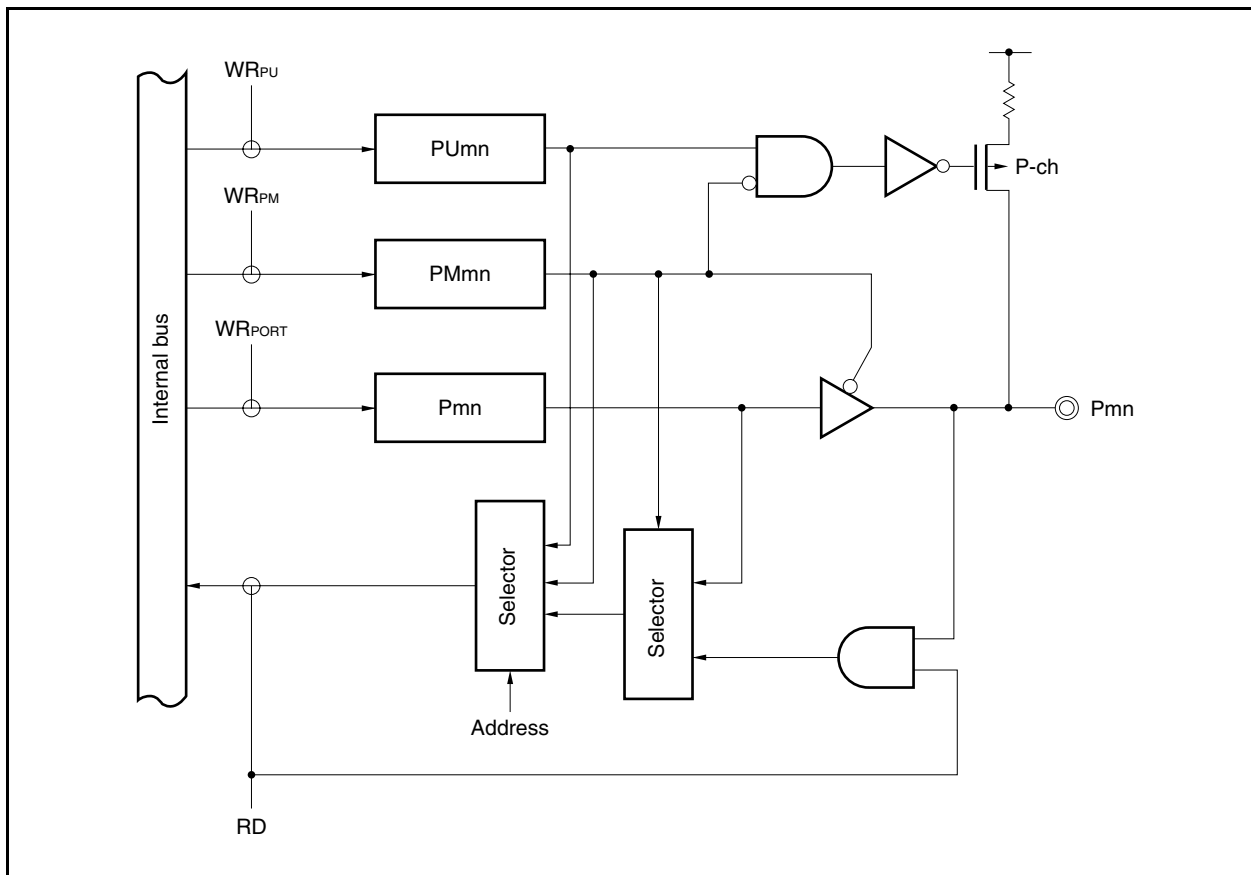 WRPU
PUmn
P-ch
WRPM
PMmn
WRPORT
Internal bus
Pmn
Pmn
Selector
Selector
Address
RD